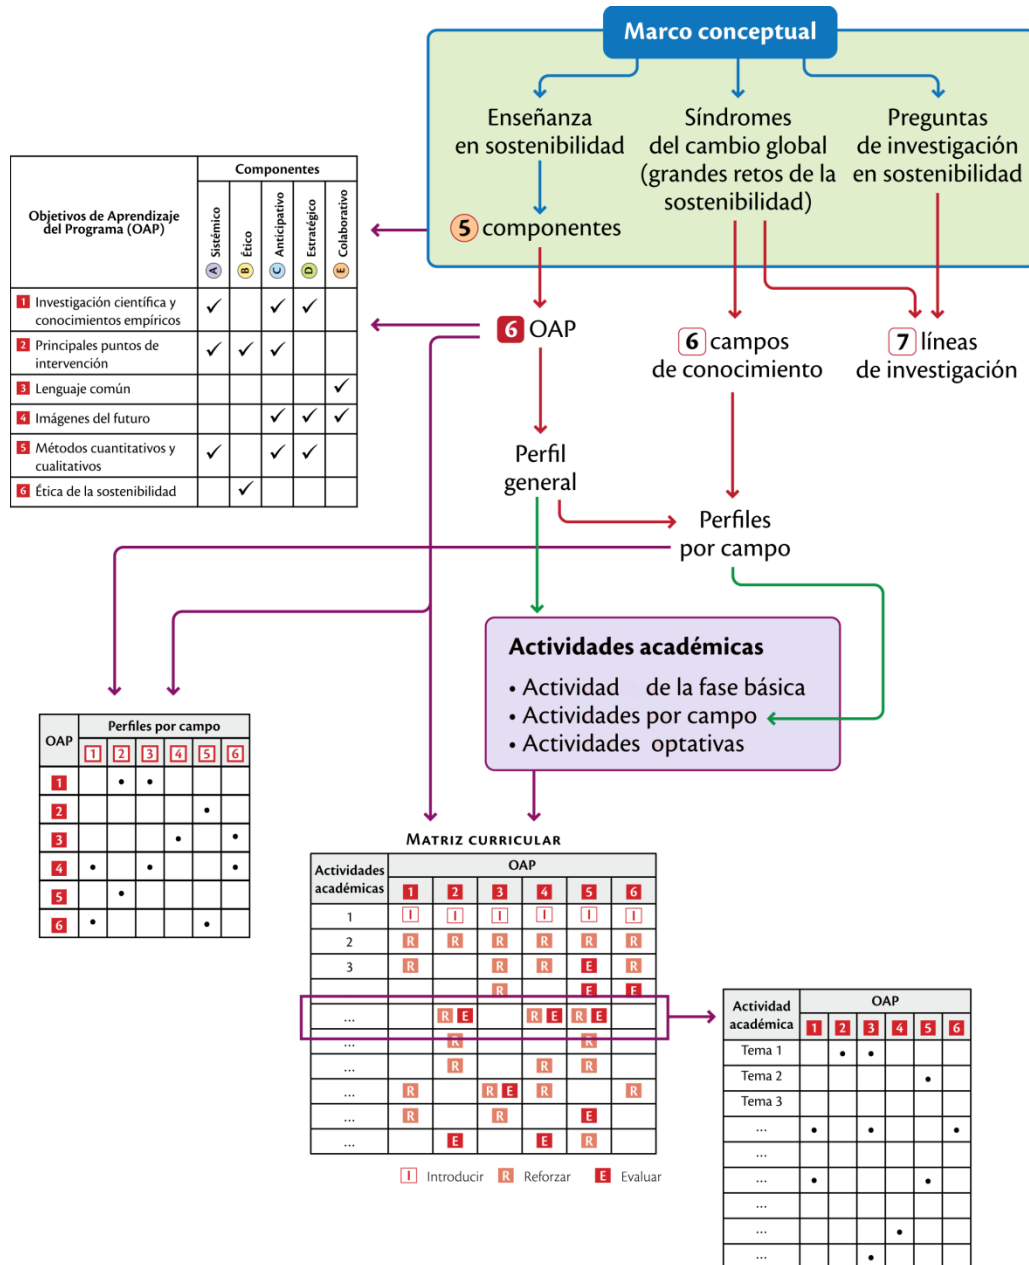 Marco conceptual
Enseñanza
en sostenibilidad
Síndromes
del cambio global
(grandes retos de la
sostenibilidad)
Preguntas
de investigación
en sostenibilidad
5 componentes
Objetivos de Aprendizaje
del Programa (OAP)
Componentes
A Sistémico
B Ético
C Anticipativo
D Estratégico
E Colaborativo
1 Investigación científica y
conocimientos empíricos
✓ ✓ ✓
2 Principales puntos de
intervención
✓ ✓ ✓
3 Lenguaje común
✓
4 Imágenes del futuro
✓ ✓ ✓
5 Métodos cuantitativos y
cualitativos
✓ ✓ ✓
6 Ética de la sostenibilidad
✓
6 OAP
6 campos
de conocimiento
7 líneas
de investigación
Perfil
general
Perfiles
por campo
Actividades académicas
• Actividad de la fase básica
• Actividades por campo
• Actividades optativas
OAP
Perfiles por campo
1 2 3 4 5 6
1 • •
2 •
3 • •
4 • • •
5 •
6 • •
MATRIZ CURRICULAR
Actividades
académicas
OAP
1 2 3 4 5 6
1 I I I I I I
2 R R R R R R
3 R R R E R
R E E
... R E R E R E
... R R
... R R R
... R R E R R
... R R E
... E E R
I Introducir R Reforzar E Evaluar
Actividad
académica
OAP
1 2 3 4 5 6
Tema 1 • •
Tema 2 •
Tema 3
... • • •
...
... • •
...
... •
... •